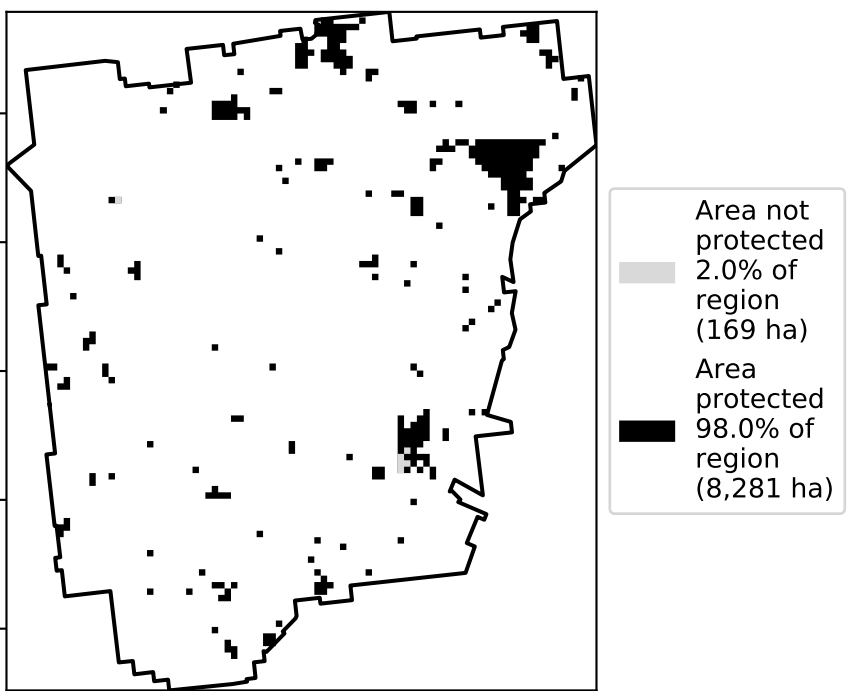 Area not
protected
2.0% of
region
(169 ha)
Area
protected
98.0% of
region
(8,281 ha)